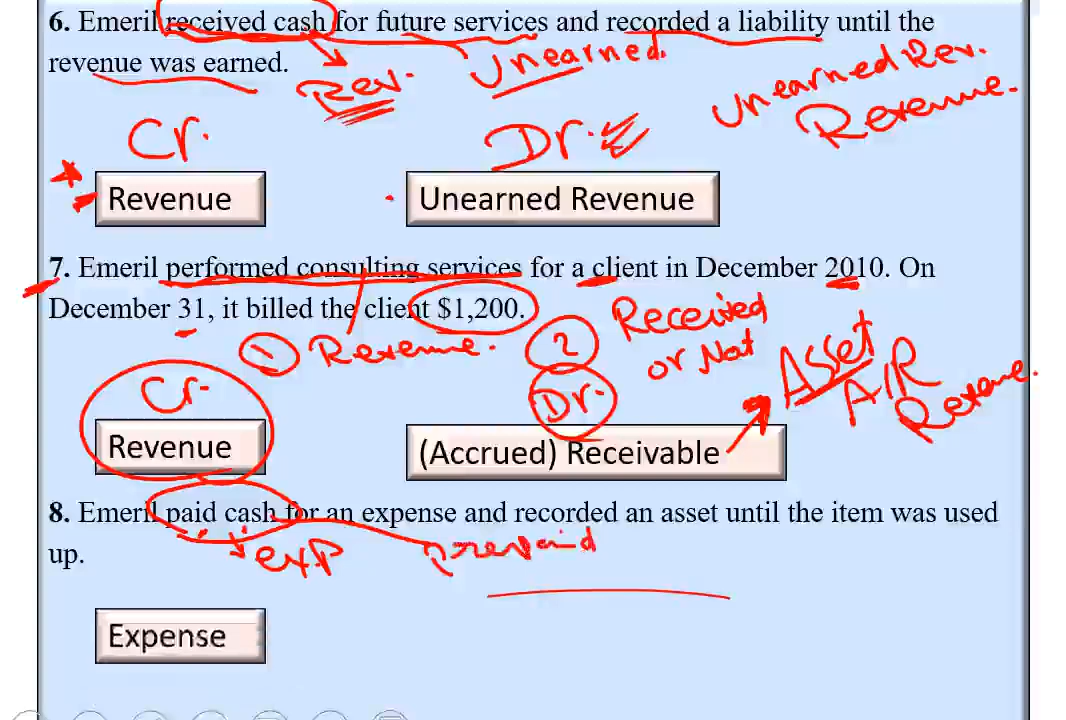 6. Emeril received cash for future services and recorded a liability until the
revenue was earned.
Rev.
Unearned.
Unearned Rev.
Revenue.
Cr.
Dr.
Revenue
Unearned Revenue
7. Emeril performed consulting services for a client in December 2010. On
December 31, it billed the client $1,200.
1 Revenue.
2 Received
or Not
Asset
A/R
Revenue.
Cr.
Dr.
Revenue
(Accrued) Receivable
8. Emeril paid cash for an expense and recorded an asset until the item was used
up.
exp
prepaid
Expense